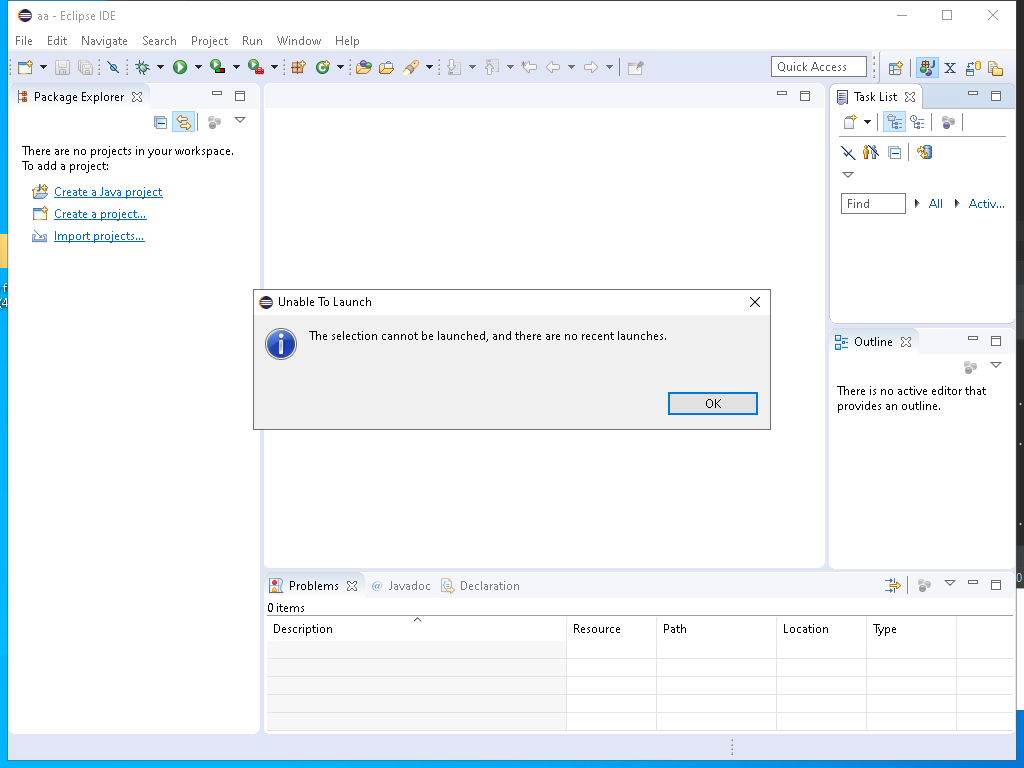 aa - Eclipse IDE
File Edit Navigate Search Project Run Window Help
Quick Access
Package Explorer
There are no projects in your workspace.
To add a project:
Create a Java project
Create a project...
Import projects...
Task List
Find All Activ...
Unable To Launch
The selection cannot be launched, and there are no recent launches.
OK
Outline
There is no active editor that
provides an outline.
Problems @ Javadoc Declaration
0 items
Description Resource Path Location Type